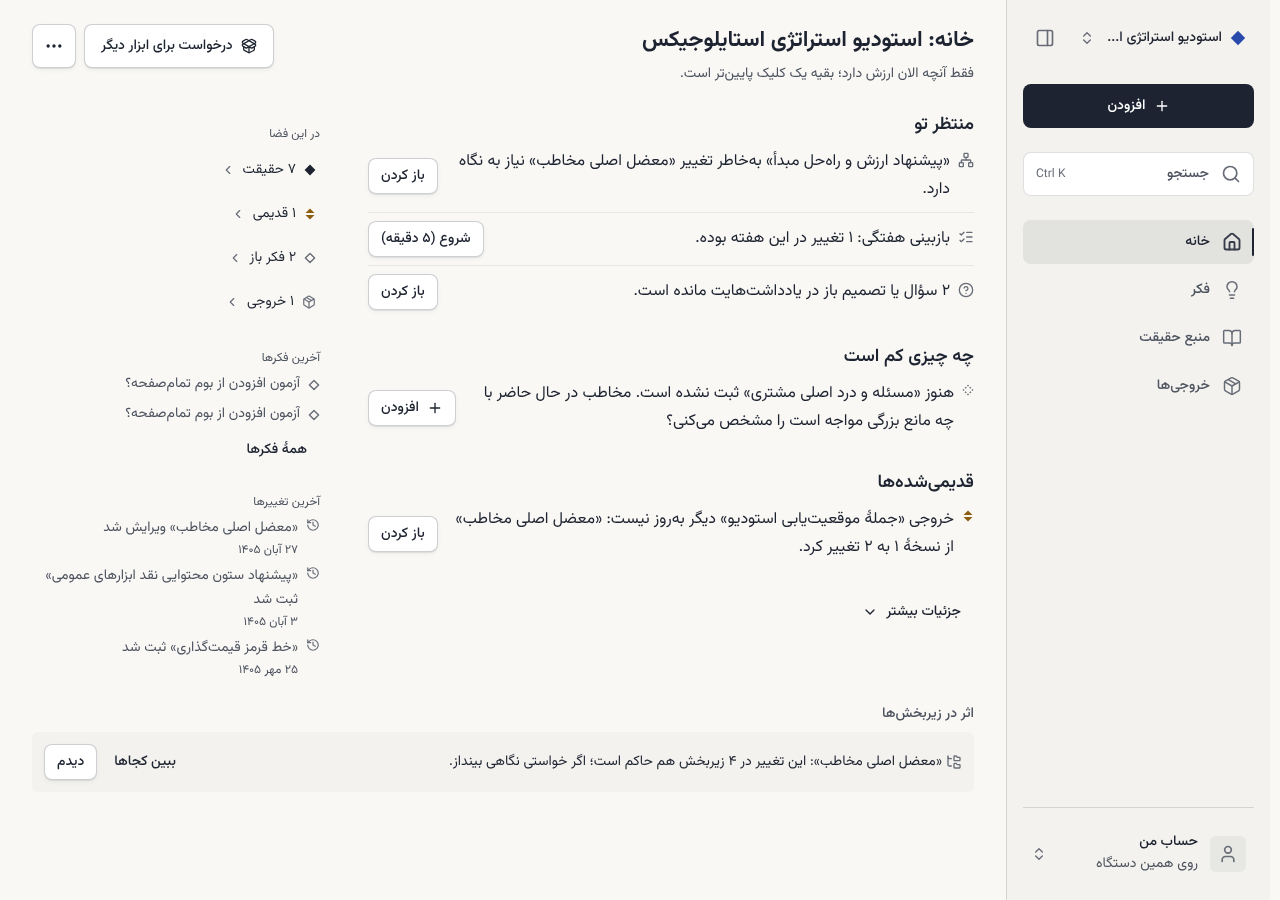 استودیو استراتژی ا...
افزودن
جستجو
Ctrl K
خانه
فکر
منبع حقیقت
خروجی‌ها
حساب من
روی همین دستگاه
خانه: استودیو استراتژی استایلوجیکس
فقط آنچه الان ارزش دارد؛ بقیه یک کلیک پایین‌تر است.
درخواست برای ابزار دیگر
منتظر تو
«پیشنهاد ارزش و راه‌حل مبدأ» به‌خاطر تغییر «معضل اصلی مخاطب» نیاز به نگاه
دارد.
باز کردن
بازبینی هفتگی: ۱ تغییر در این هفته بوده.
شروع (۵ دقیقه)
۲ سؤال یا تصمیم باز در یادداشت‌هایت مانده است.
باز کردن
چه چیزی کم است
هنوز «مسئله و درد اصلی مشتری» ثبت نشده است. مخاطب در حال حاضر با
چه مانع بزرگی مواجه است را مشخص می‌کنی؟
افزودن
قدیمی‌شده‌ها
خروجی «جملهٔ موقعیت‌یابی استودیو» دیگر به‌روز نیست: «معضل اصلی مخاطب»
از نسخهٔ ۱ به ۲ تغییر کرد.
باز کردن
جزئیات بیشتر
در این فضا
۷ حقیقت
۱ قدیمی
۲ فکر باز
۱ خروجی
آخرین فکرها
آزمون افزودن از بوم تمام‌صفحه؟
آزمون افزودن از بوم تمام‌صفحه؟
همهٔ فکرها
آخرین تغییرها
«معضل اصلی مخاطب» ویرایش شد
۲۷ آبان ۱۴۰۵
«پیشنهاد ستون محتوایی نقد ابزارهای عمومی»
ثبت شد
۳ آبان ۱۴۰۵
«خط قرمز قیمت‌گذاری» ثبت شد
۲۵ مهر ۱۴۰۵
اثر در زیربخش‌ها
«معضل اصلی مخاطب»: این تغییر در ۴ زیربخش هم حاکم است؛ اگر خواستی نگاهی بینداز.
ببین کجاها
دیدم